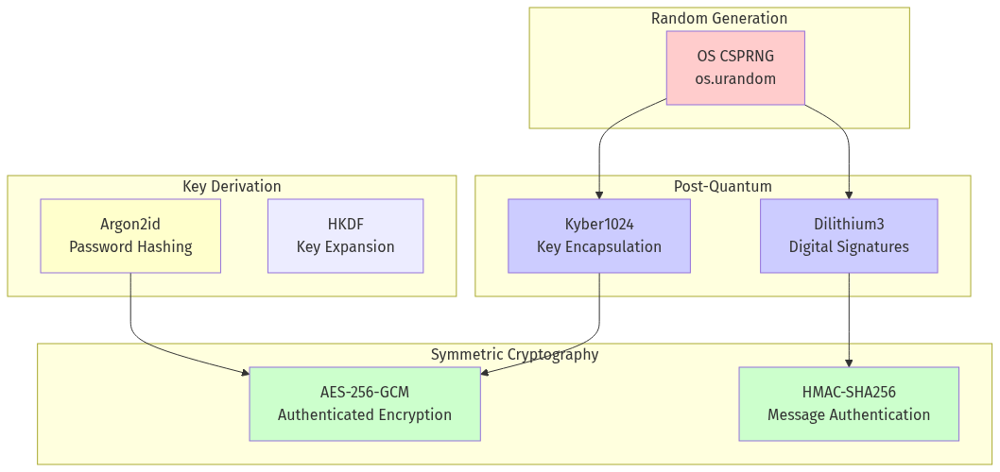 Random Generation
OS CSPRNG
os.urandom
Key Derivation
Argon2id
Password Hashing
HKDF
Key Expansion
Post-Quantum
Kyber1024
Key Encapsulation
Dilithium3
Digital Signatures
Symmetric Cryptography
AES-256-GCM
Authenticated Encryption
HMAC-SHA256
Message Authentication